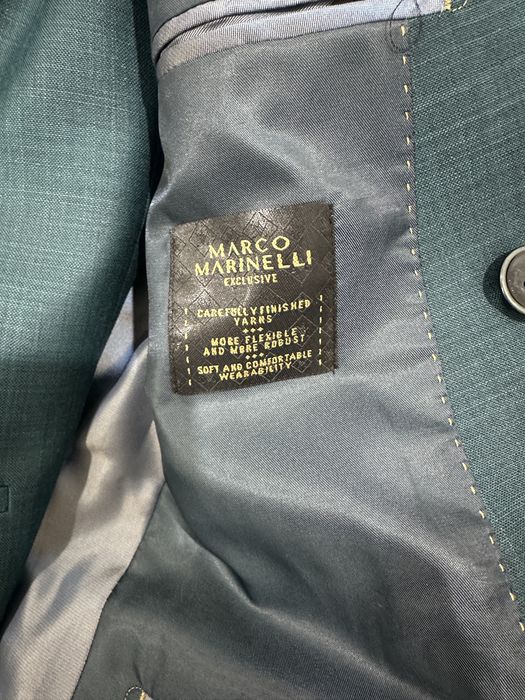 MARCO
MARINELLI
EXCLUSIVE
CAREFULLY FINISHED
YARNS
MORE FLEXIBLE
AND MORE ROBUST
SOFT AND COMFORTABLE
WEARABILITY